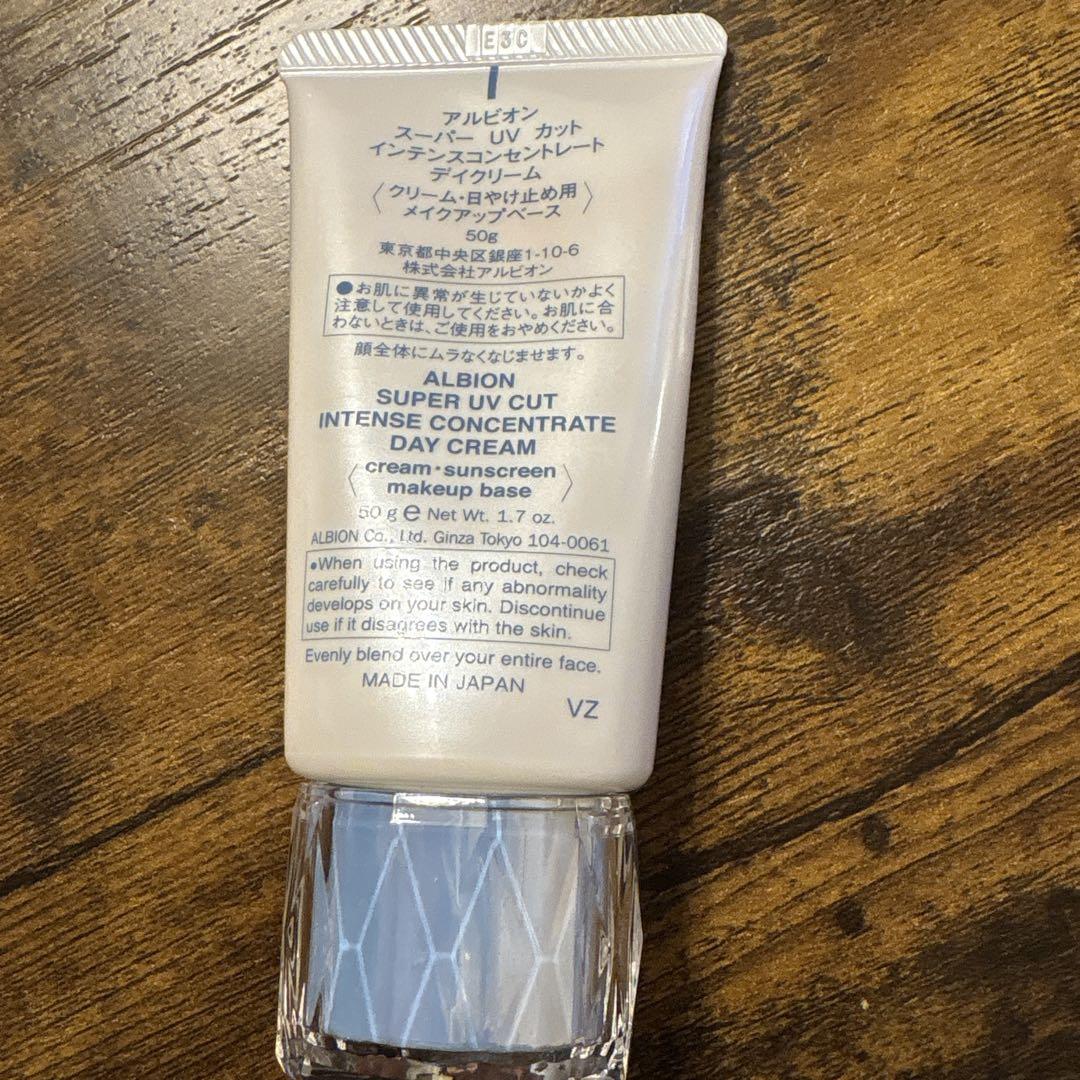 E3C
アルビオン
スーパー UV カット
インテンスコンセントレート
デイクリーム
〈クリーム・日やけ止め用〉
メイクアップベース
50g
東京都中央区銀座1-10-6
株式会社アルビオン
●お肌に異常が生じていないかよく
注意して使用してください。お肌に合
わないときは、ご使用をおやめください。
顔全体にムラなくなじませます。
ALBION
SUPER UV CUT
INTENSE CONCENTRATE
DAY CREAM
〈cream・sunscreen
makeup base〉
50 g ℮ Net Wt. 1.7 oz.
ALBION Co., Ltd. Ginza Tokyo 104-0061
•When using the product, check
carefully to see if any abnormality
develops on your skin. Discontinue
use if it disagrees with the skin.
Evenly blend over your entire face.
MADE IN JAPAN
VZ